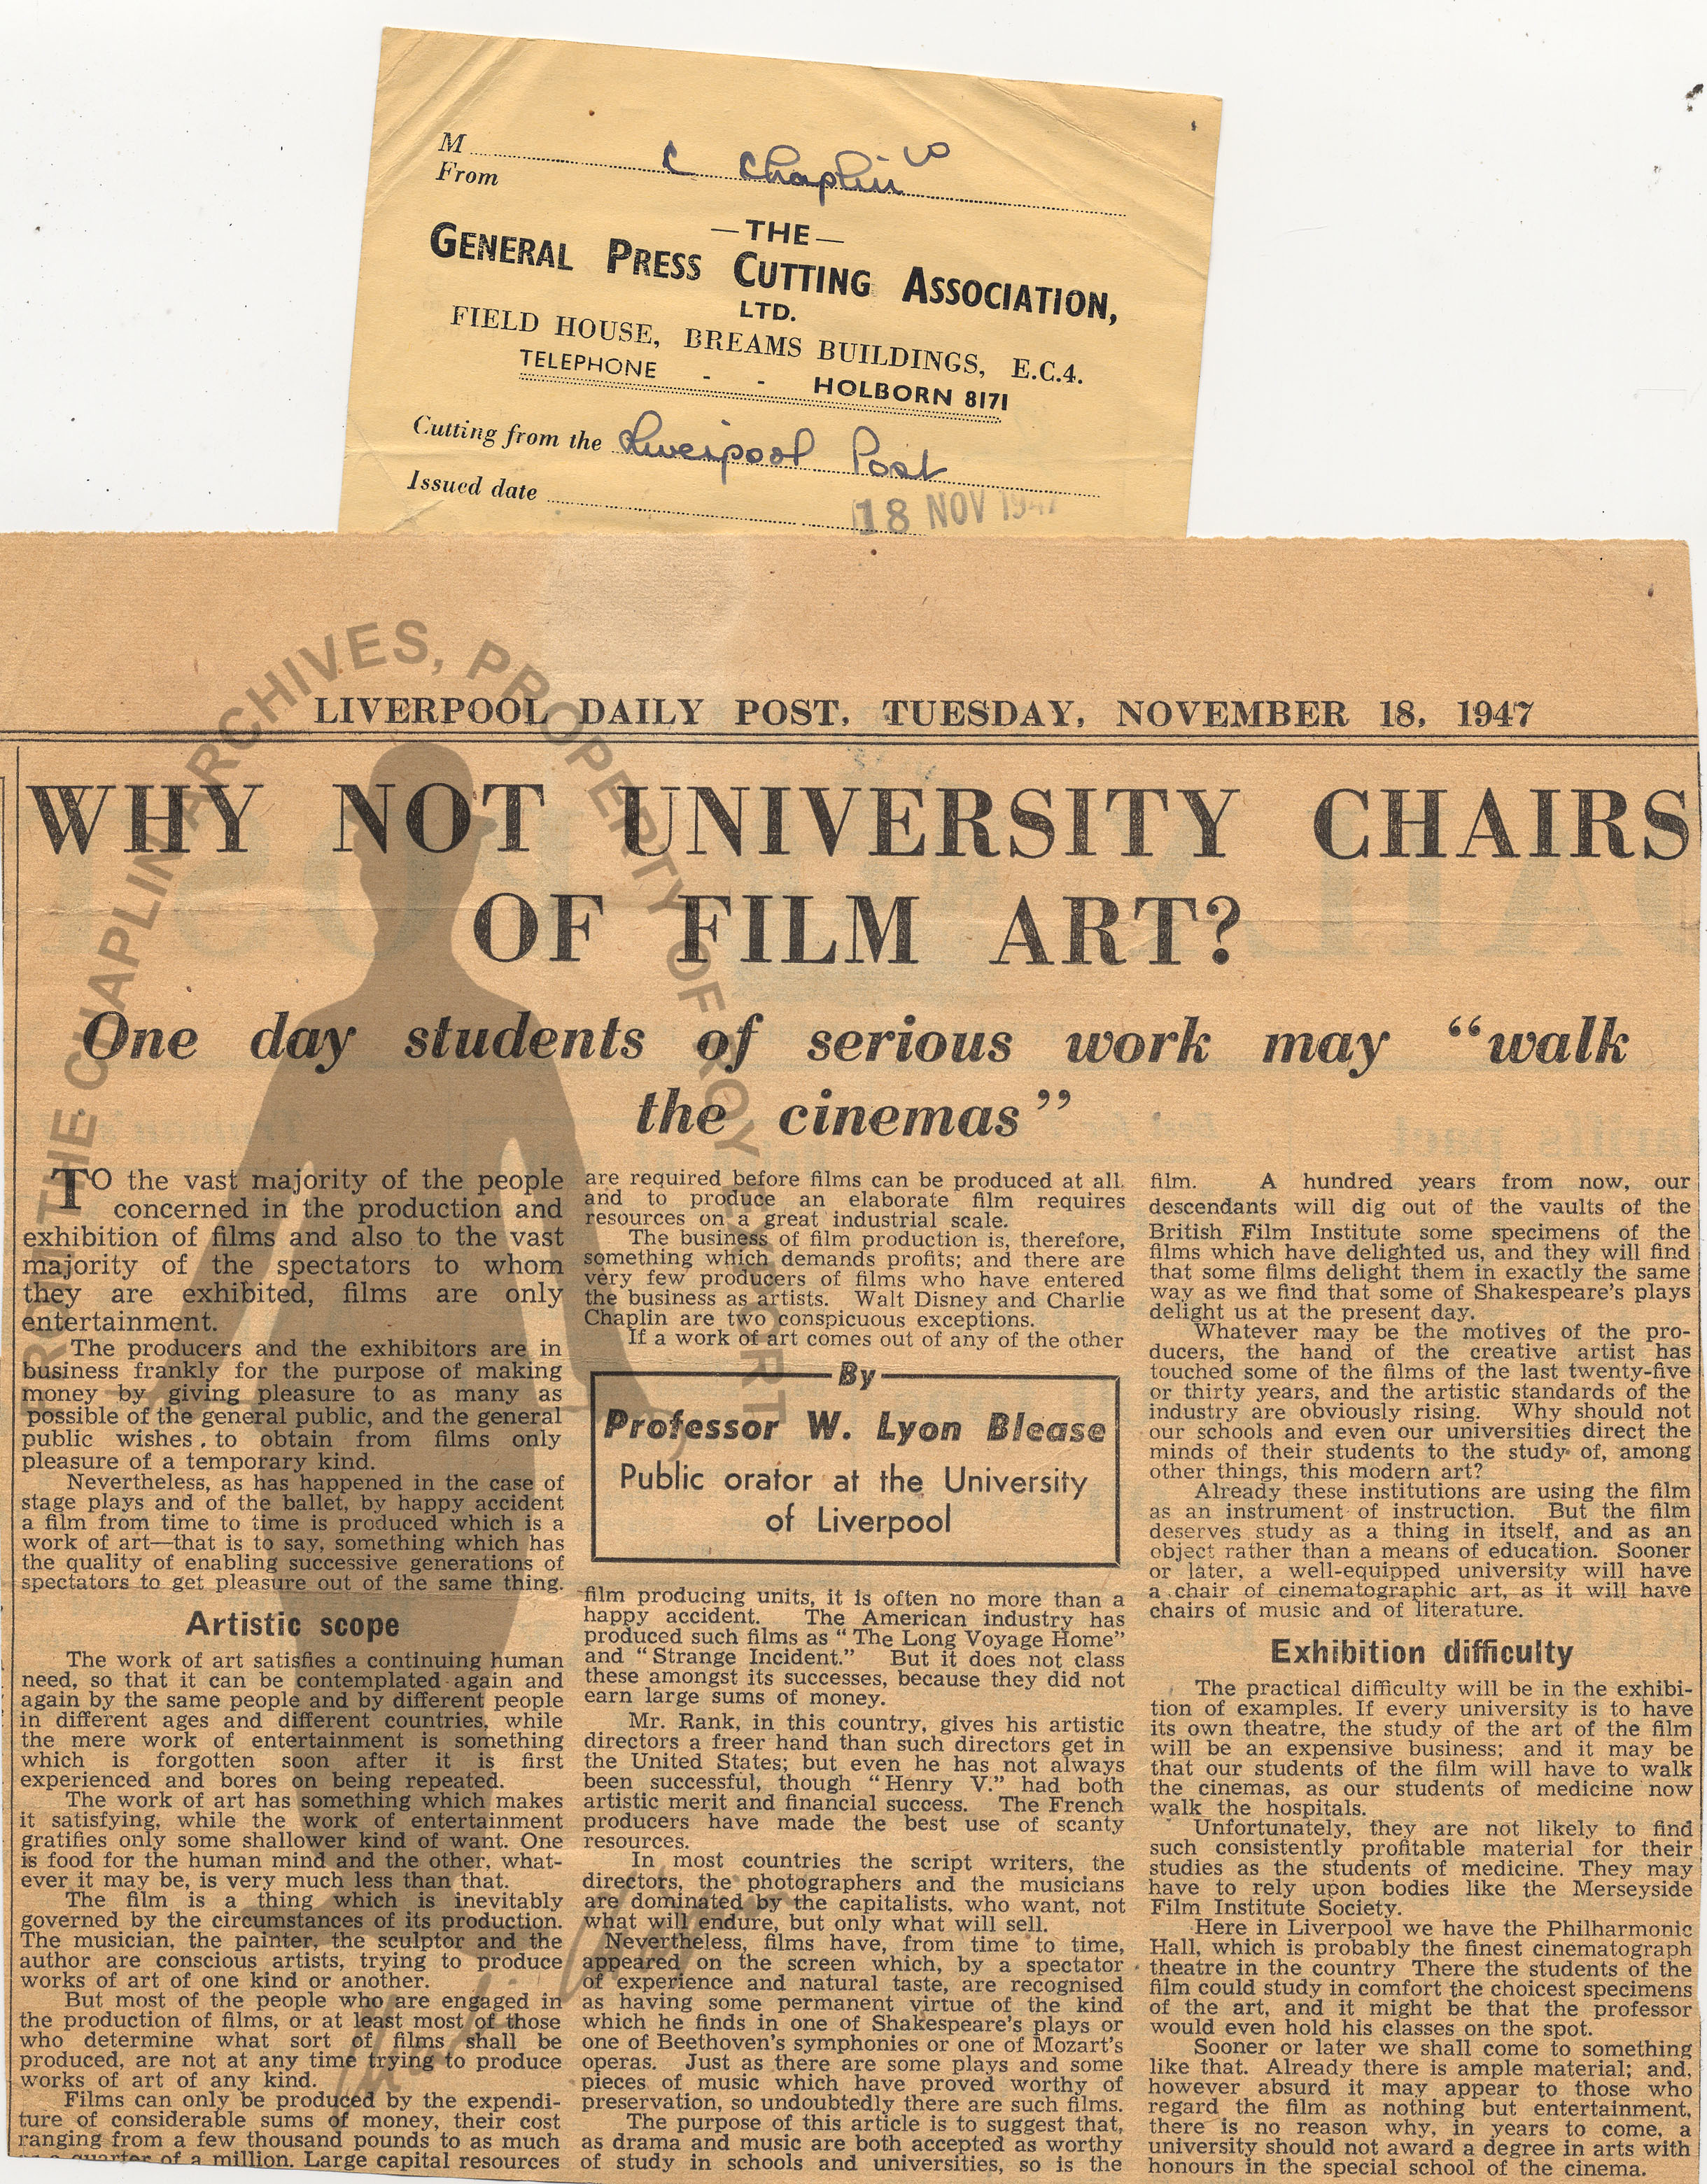 M C Chaplin
From
—THE—
GENERAL PRESS CUTTING ASSOCIATION,
LTD.
FIELD HOUSE, BREAMS BUILDINGS, E.C.4.
TELEPHONE - - HOLBORN 8171
Cutting from the Liverpool Post
Issued date
18 NOV 1947
FROM THE CHAPLIN ARCHIVES, PROPERTY OF ROY EXPORT
LIVERPOOL DAILY POST, TUESDAY, NOVEMBER 18, 1947
WHY NOT UNIVERSITY CHAIRS
OF FILM ART?
One day students of serious work may “walk
the cinemas”
TO the vast majority of the people
concerned in the production and
exhibition of films and also to the vast
majority of the spectators to whom
they are exhibited, films are only
entertainment.
The producers and the exhibitors are in
business frankly for the purpose of making
money by giving pleasure to as many as
possible of the general public, and the general
public wishes to obtain from films only
pleasure of a temporary kind.
Nevertheless, as has happened in the case of
stage plays and of the ballet, by happy accident
a film from time to time is produced which is a
work of art—that is to say, something which has
the quality of enabling successive generations of
spectators to get pleasure out of the same thing.
Artistic scope
The work of art satisfies a continuing human
need, so that it can be contemplated again and
again by the same people and by different people
in different ages and different countries, while
the mere work of entertainment is something
which is forgotten soon after it is first
experienced and bores on being repeated.
The work of art has something which makes
it satisfying, while the work of entertainment
gratifies only some shallower kind of want. One
is food for the human mind and the other, what-
ever it may be, is very much less than that.
The film is a thing which is inevitably
governed by the circumstances of its production.
The musician, the painter, the sculptor and the
author are conscious artists, trying to produce
works of art of one kind or another.
But most of the people who are engaged in
the production of films, or at least most of those
who determine what sort of films shall be
produced, are not at any time trying to produce
works of art of any kind.
Films can only be produced by the expendi-
ture of considerable sums of money, their cost
ranging from a few thousand pounds to as much
quarter of a million. Large capital resources
are required before films can be produced at all,
and to produce an elaborate film requires
resources on a great industrial scale.
The business of film production is, therefore,
something which demands profits; and there are
very few producers of films who have entered
the business as artists. Walt Disney and Charlie
Chaplin are two conspicuous exceptions.
If a work of art comes out of any of the other
By
Professor W. Lyon Blease
Public orator at the University
of Liverpool
film producing units, it is often no more than a
happy accident. The American industry has
produced such films as “The Long Voyage Home”
and “Strange Incident.” But it does not class
these amongst its successes, because they did not
earn large sums of money.
Mr. Rank, in this country, gives his artistic
directors a freer hand than such directors get in
the United States; but even he has not always
been successful, though “Henry V.” had both
artistic merit and financial success. The French
producers have made the best use of scanty
resources.
In most countries the script writers, the
directors, the photographers and the musicians
are dominated by the capitalists, who want, not
what will endure, but only what will sell.
Nevertheless, films have, from time to time,
appeared on the screen which, by a spectator
of experience and natural taste, are recognised
as having some permanent virtue of the kind
which he finds in one of Shakespeare's plays or
one of Beethoven's symphonies or one of Mozart's
operas. Just as there are some plays and some
pieces of music which have proved worthy of
preservation, so undoubtedly there are such films.
The purpose of this article is to suggest that,
as drama and music are both accepted as worthy
of study in schools and universities, so is the
film. A hundred years from now, our
descendants will dig out of the vaults of the
British Film Institute some specimens of the
films which have delighted us, and they will find
that some films delight them in exactly the same
way as we find that some of Shakespeare's plays
delight us at the present day.
Whatever may be the motives of the pro-
ducers, the hand of the creative artist has
touched some of the films of the last twenty-five
or thirty years, and the artistic standards of the
industry are obviously rising. Why should not
our schools and even our universities direct the
minds of their students to the study of, among
other things, this modern art?
Already these institutions are using the film
as an instrument of instruction. But the film
deserves study as a thing in itself, and as an
object rather than a means of education. Sooner
or later, a well-equipped university will have
a chair of cinematographic art, as it will have
chairs of music and of literature.
Exhibition difficulty
The practical difficulty will be in the exhibi-
tion of examples. If every university is to have
its own theatre, the study of the art of the film
will be an expensive business; and it may be
that our students of the film will have to walk
the cinemas, as our students of medicine now
walk the hospitals.
Unfortunately, they are not likely to find
such consistently profitable material for their
studies as the students of medicine. They may
have to rely upon bodies like the Merseyside
Film Institute Society.
Here in Liverpool we have the Philharmonic
Hall, which is probably the finest cinematograph
theatre in the country There the students of the
film could study in comfort the choicest specimens
of the art, and it might be that the professor
would even hold his classes on the spot.
Sooner or later we shall come to something
like that. Already there is ample material; and,
however absurd it may appear to those who
regard the film as nothing but entertainment,
there is no reason why, in years to come, a
university should not award a degree in arts with
honours in the special school of the cinema.